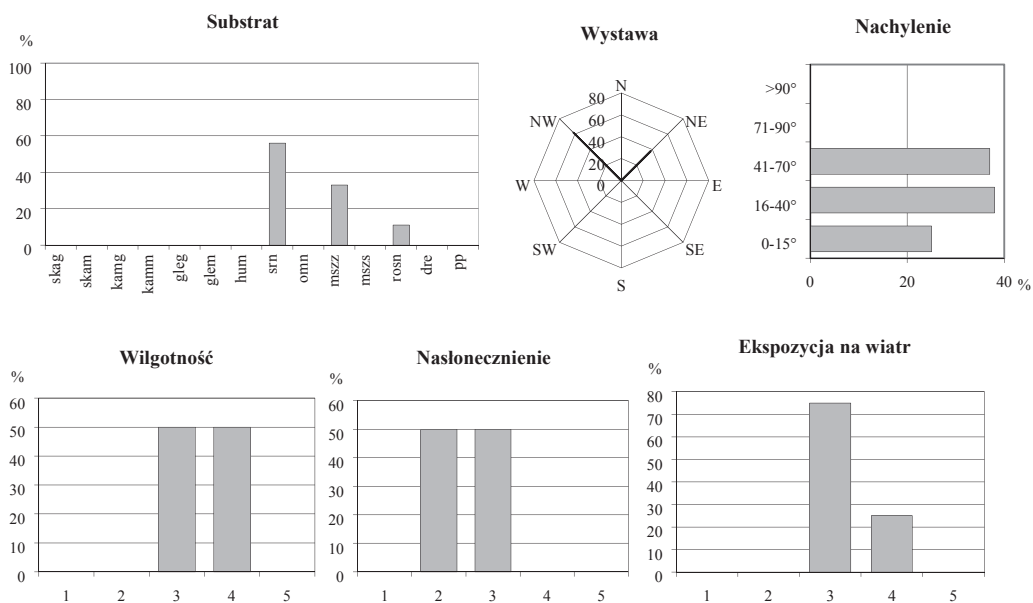 Substrat
%
100
80
60
40
20
0
skag
skam
kamg
kamm
gleg
glem
hum
srn
omn
mszz
mszs
rosn
dre
pp
Wystawa
N
NE
E
SE
S
SW
W
NW
80
60
40
20
0
Nachylenie
>90°
71-90°
41-70°
16-40°
0-15°
0 20 40 %
Wilgotność
%
60
50
40
30
20
10
0
1 2 3 4 5
Nasłonecznienie
%
60
50
40
30
20
10
0
1 2 3 4 5
Ekspozycja na wiatr
%
80
70
60
50
40
30
20
10
0
1 2 3 4 5